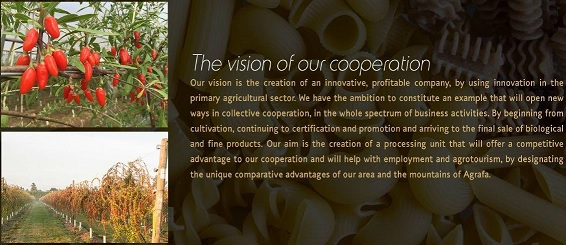 The vision of our cooperation
Our vision is the creation of an innovative, profitable company, by using innovation in the
primary agricultural sector. We have the ambition to constitute an example that will open new
ways in collective cooperation, in the whole spectrum of business activities. By beginning from
cultivation, continuing to certification and promotion and arriving to the final sale of biological
and fine products. Our aim is the creation of a processing unit that will offer a competitive
advantage to our cooperation and will help with employment and agrotourism, by designating
the unique comparative advantages of our area and the mountains of Agrafa.